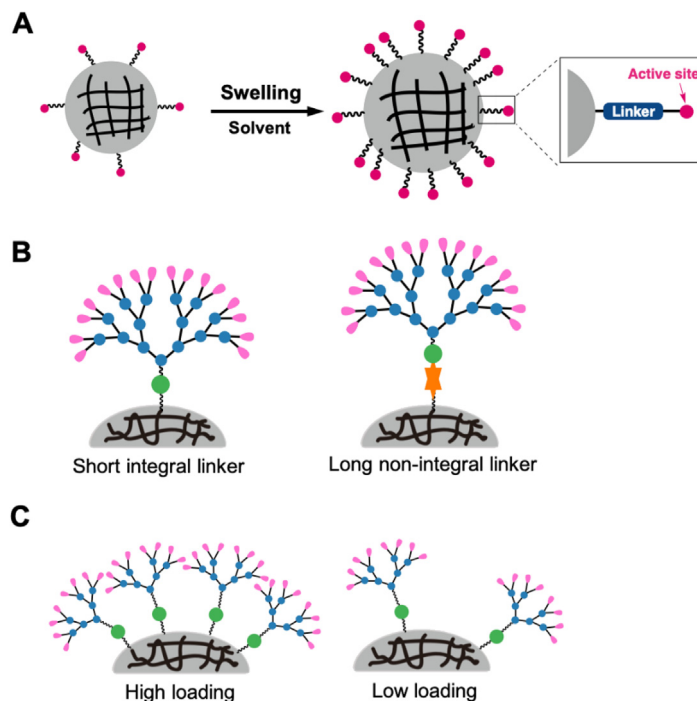 A
Swelling
Solvent
Active site
Linker
B
Short integral linker
Long non-integral linker
C
High loading
Low loading